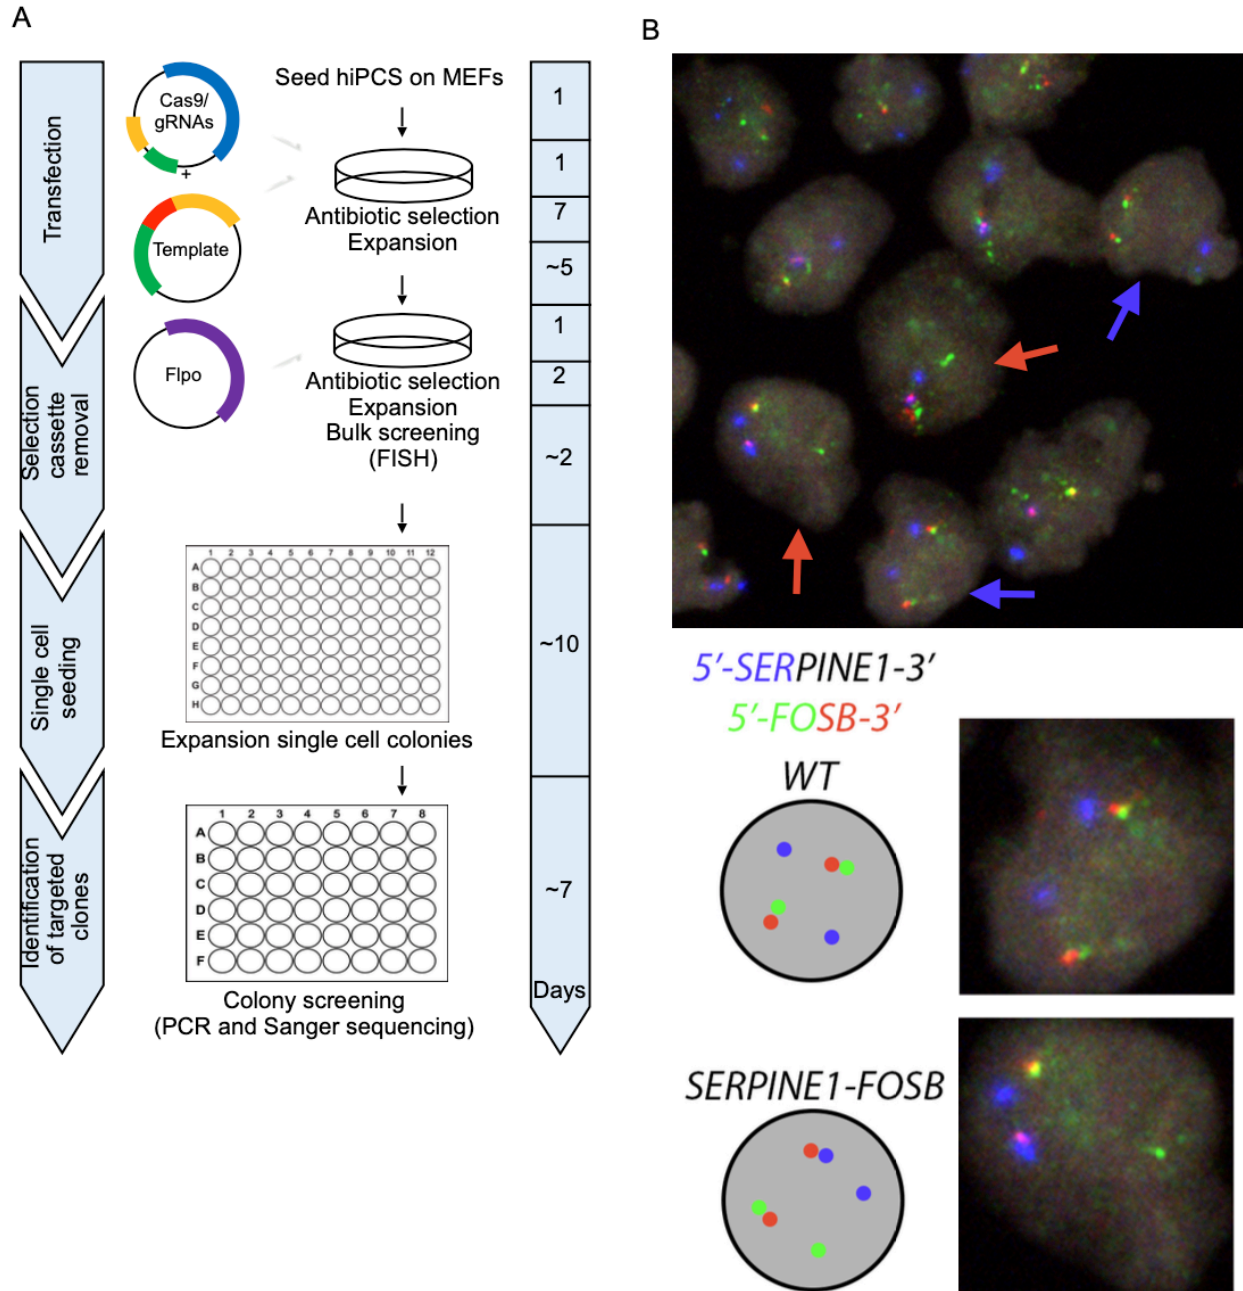 A
Transfection
Selection
cassette
removal
Single cell
seeding
Identification
of targeted
clones
Cas9/
gRNAs
+
Template
Flpo
Seed hiPCS on MEFs
Antibiotic selection
Expansion
Antibiotic selection
Expansion
Bulk screening
(FISH)
1 2 3 4 5 6 7 8 9 10 11 12
A
B
C
D
E
F
G
H
Expansion single cell colonies
1 2 3 4 5 6 7 8
A
B
C
D
E
F
Colony screening
(PCR and Sanger sequencing)
1
1
7
~5
1
2
~2
~10
~7
Days
B
5'-SERPINE1-3'
5'-FOSB-3'
WT
SERPINE1-FOSB